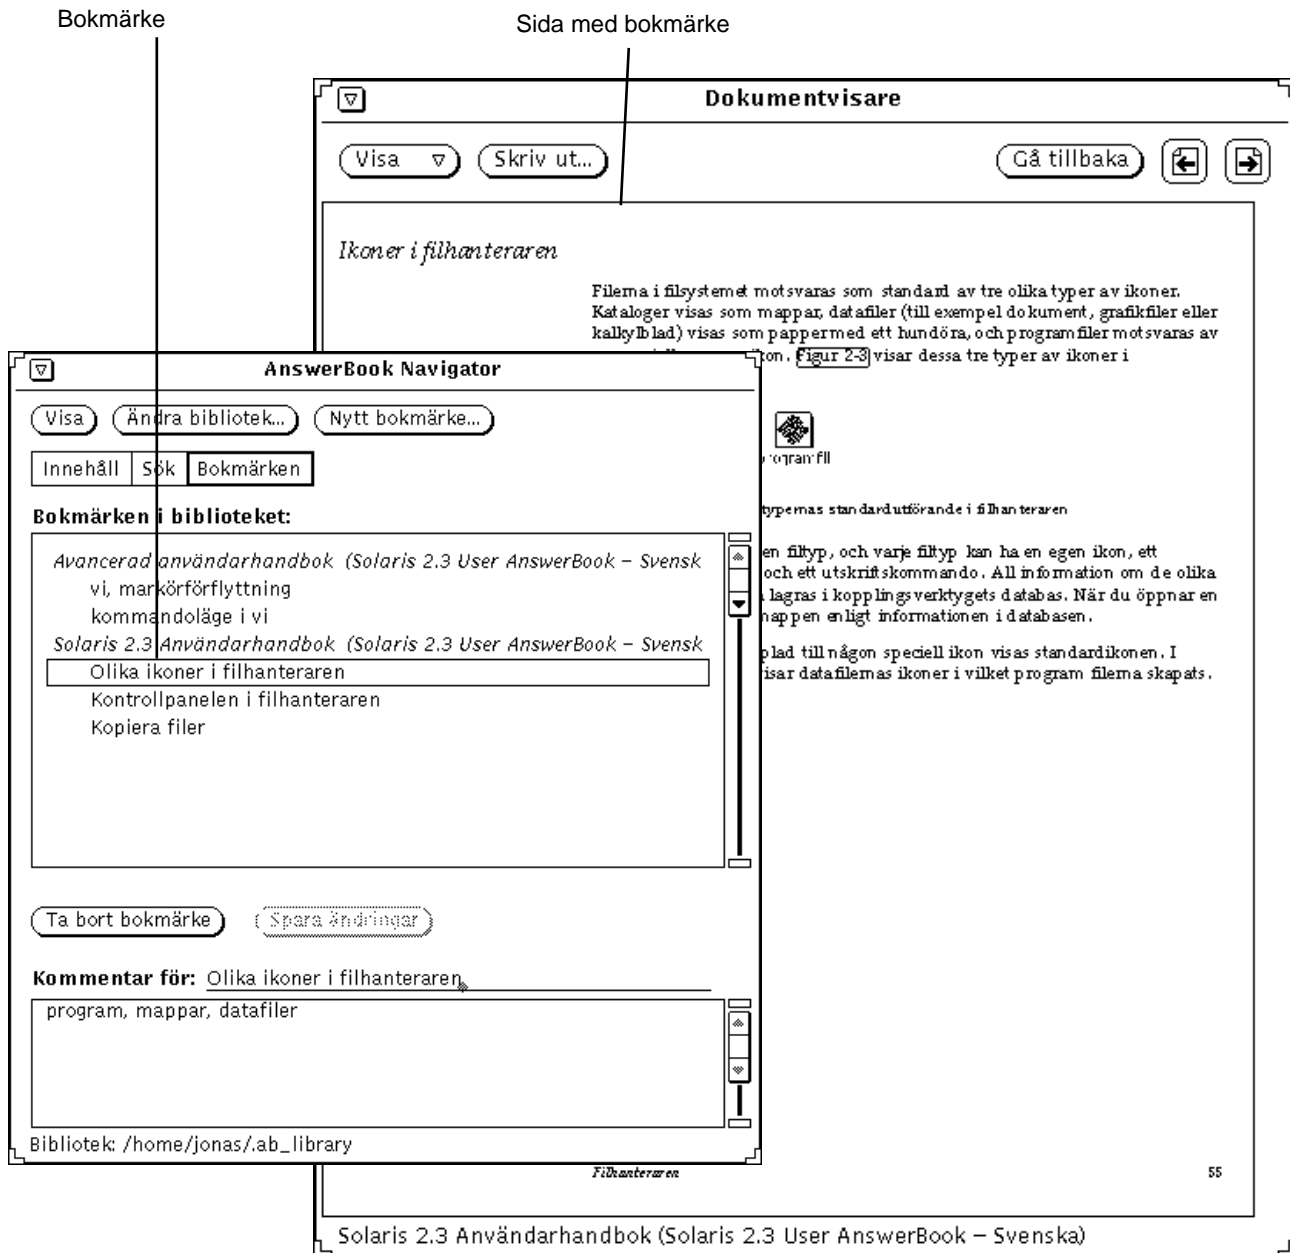 Bokmärke
Sida med bokmärke
Dokumentvisare
Visa
Skriv ut...
Gå tillbaka
Ikoner i filhanteraren
Filerna i filsystemet motsvaras som standard av tre olika typer av ikoner.
Kataloger visas som mappar, datafiler (till exempel dokument, grafikfiler eller
kalkylblad) visas som papper med ett hundöra, och programfiler motsvaras av
Figur 2-3 visar dessa tre typer av ikoner i
AnswerBook Navigator
Visa
Ändra bibliotek...
Nytt bokmärke...
Innehåll
Sök
Bokmärken
programfil
typernas standardutförande i filhanteraren
en filtyp, och varje filtyp kan ha en egen ikon, ett
och ett utskriftskommando. All information om de olika
lagras i kopplingsverktygets databas. När du öppnar en
mappen enligt informationen i databasen.
plad till någon speciell ikon visas standardikonen. I
isar datafilernas ikoner i vilket program filerna skapats.
Bokmärken i biblioteket:
Avancerad användarhandbok (Solaris 2.3 User AnswerBook – Svensk
vi, markörförflyttning
kommandoläge i vi
Solaris 2.3 Användarhandbok (Solaris 2.3 User AnswerBook – Svensk
Olika ikoner i filhanteraren
Kontrollpanelen i filhanteraren
Kopiera filer
Ta bort bokmärke
Spara ändringar
Kommentar för: Olika ikoner i filhanteraren
program, mappar, datafiler
Bibliotek: /home/jonas/.ab_library
Filhanteraren
55
Solaris 2.3 Användarhandbok (Solaris 2.3 User AnswerBook – Svenska)